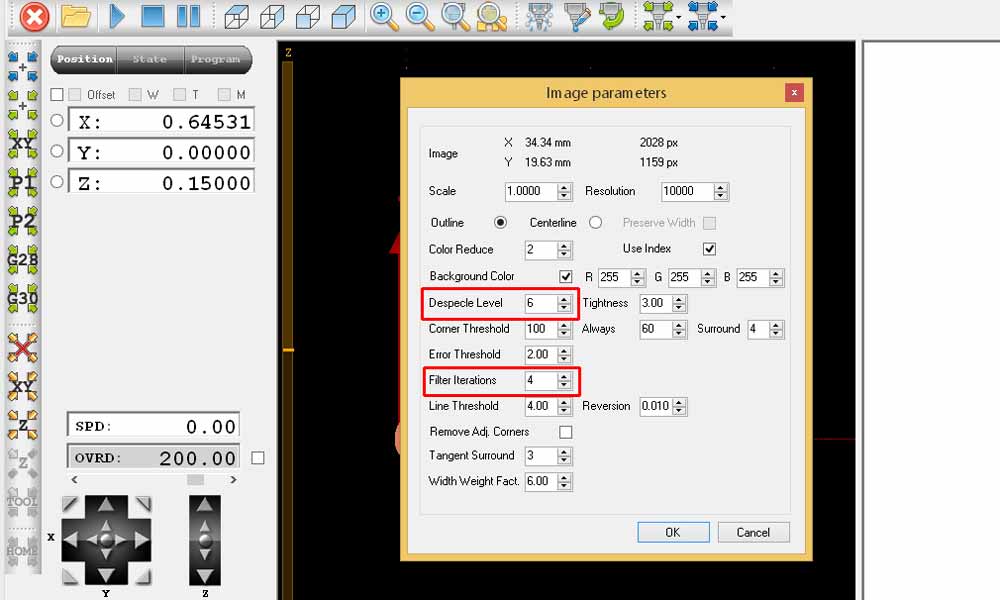 Z
Position State Program
Offset W T M
X: 0.64531
Y: 0.00000
Z: 0.15000
XY
P1
P2
G28
G30
XY
Z
Z
TOOL
HOME
SPD: 0.00
OVRD: 200.00
X
Y
Z
Image parameters
x
Image X 34.34 mm 2028 px
Y 19.63 mm 1159 px
Scale 1.0000 Resolution 10000
Outline Centerline Preserve Width
Color Reduce 2 Use Index
Background Color R 255 G 255 B 255
Despecle Level 6 Tightness 3.00
Corner Threshold 100 Always 60 Surround 4
Error Threshold 2.00
Filter Iterations 4
Line Threshold 4.00 Reversion 0.010
Remove Adj. Corners
Tangent Surround 3
Width Weight Fact. 6.00
OK Cancel